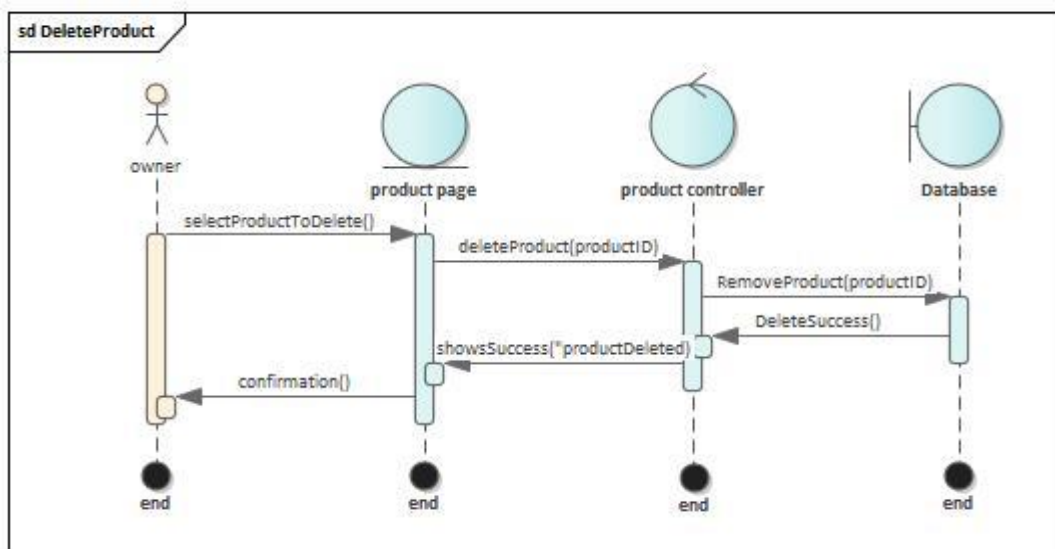 sd DeleteProduct
owner
product page
product controller
Database
selectProductToDelete()
deleteProduct(productID)
RemoveProduct(productID)
DeleteSuccess()
showsSuccess("productDeleted)
confirmation()
end
end
end
end